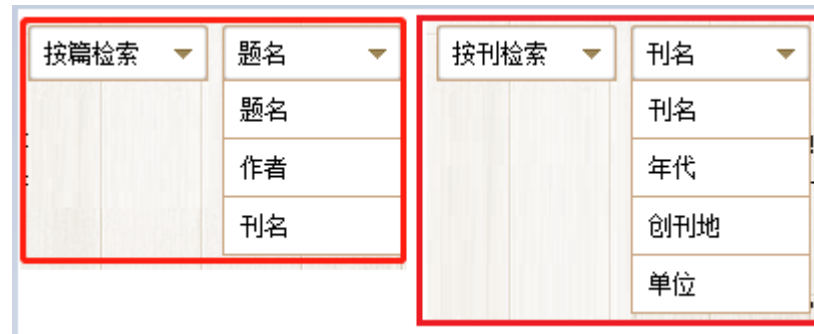 按篇检索 题名
题名
作者
刊名
按刊检索 刊名
刊名
年代
创刊地
单位